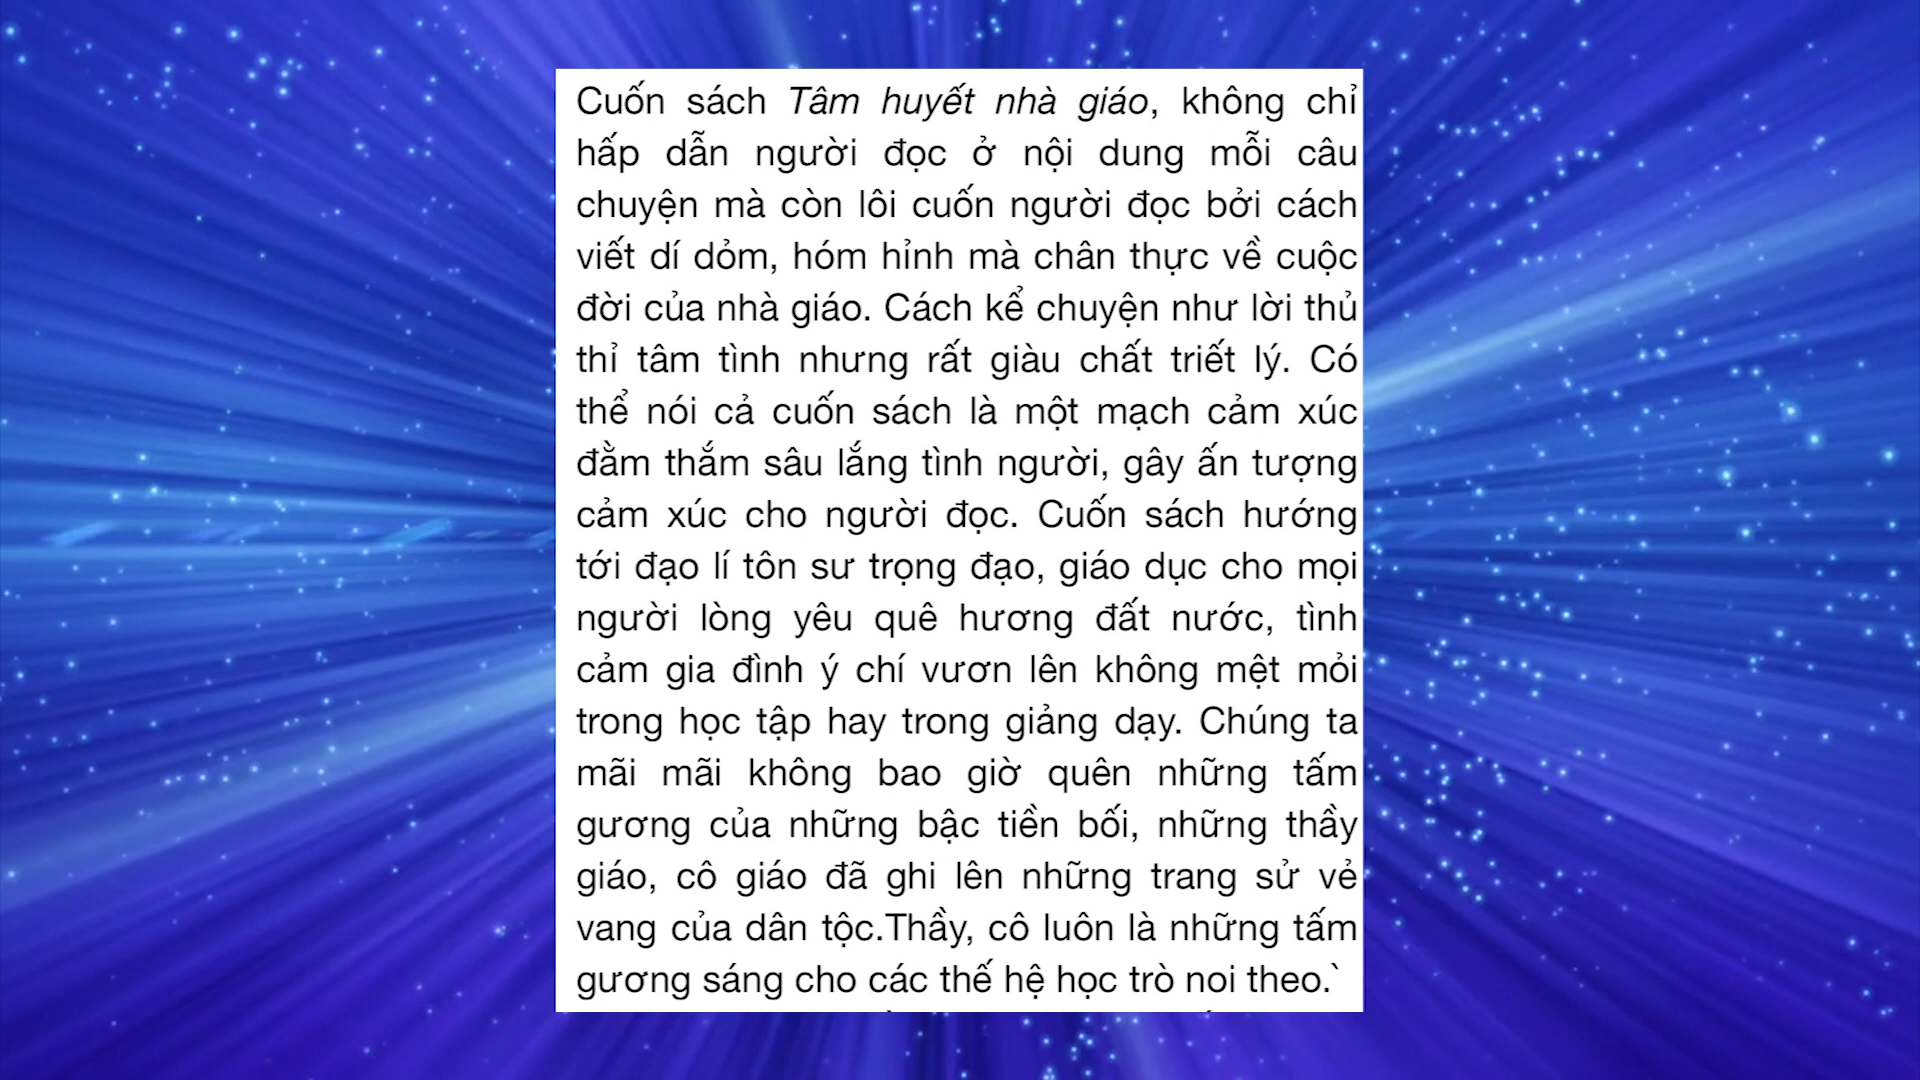 Cuốn sách Tâm huyết nhà giáo, không chỉ
hấp dẫn người đọc ở nội dung mỗi câu
chuyện mà còn lôi cuốn người đọc bởi cách
viết dí dỏm, hóm hỉnh mà chân thực về cuộc
đời của nhà giáo. Cách kể chuyện như lời thủ
thỉ tâm tình nhưng rất giàu chất triết lý. Có
thể nói cả cuốn sách là một mạch cảm xúc
đằm thắm sâu lắng tình người, gây ấn tượng
cảm xúc cho người đọc. Cuốn sách hướng
tới đạo lí tôn sư trọng đạo, giáo dục cho mọi
người lòng yêu quê hương đất nước, tình
cảm gia đình ý chí vươn lên không mệt mỏi
trong học tập hay trong giảng dạy. Chúng ta
mãi mãi không bao giờ quên những tấm
gương của những bậc tiền bối, những thầy
giáo, cô giáo đã ghi lên những trang sử vẻ
vang của dân tộc.Thầy, cô luôn là những tấm
gương sáng cho các thế hệ học trò noi theo.`